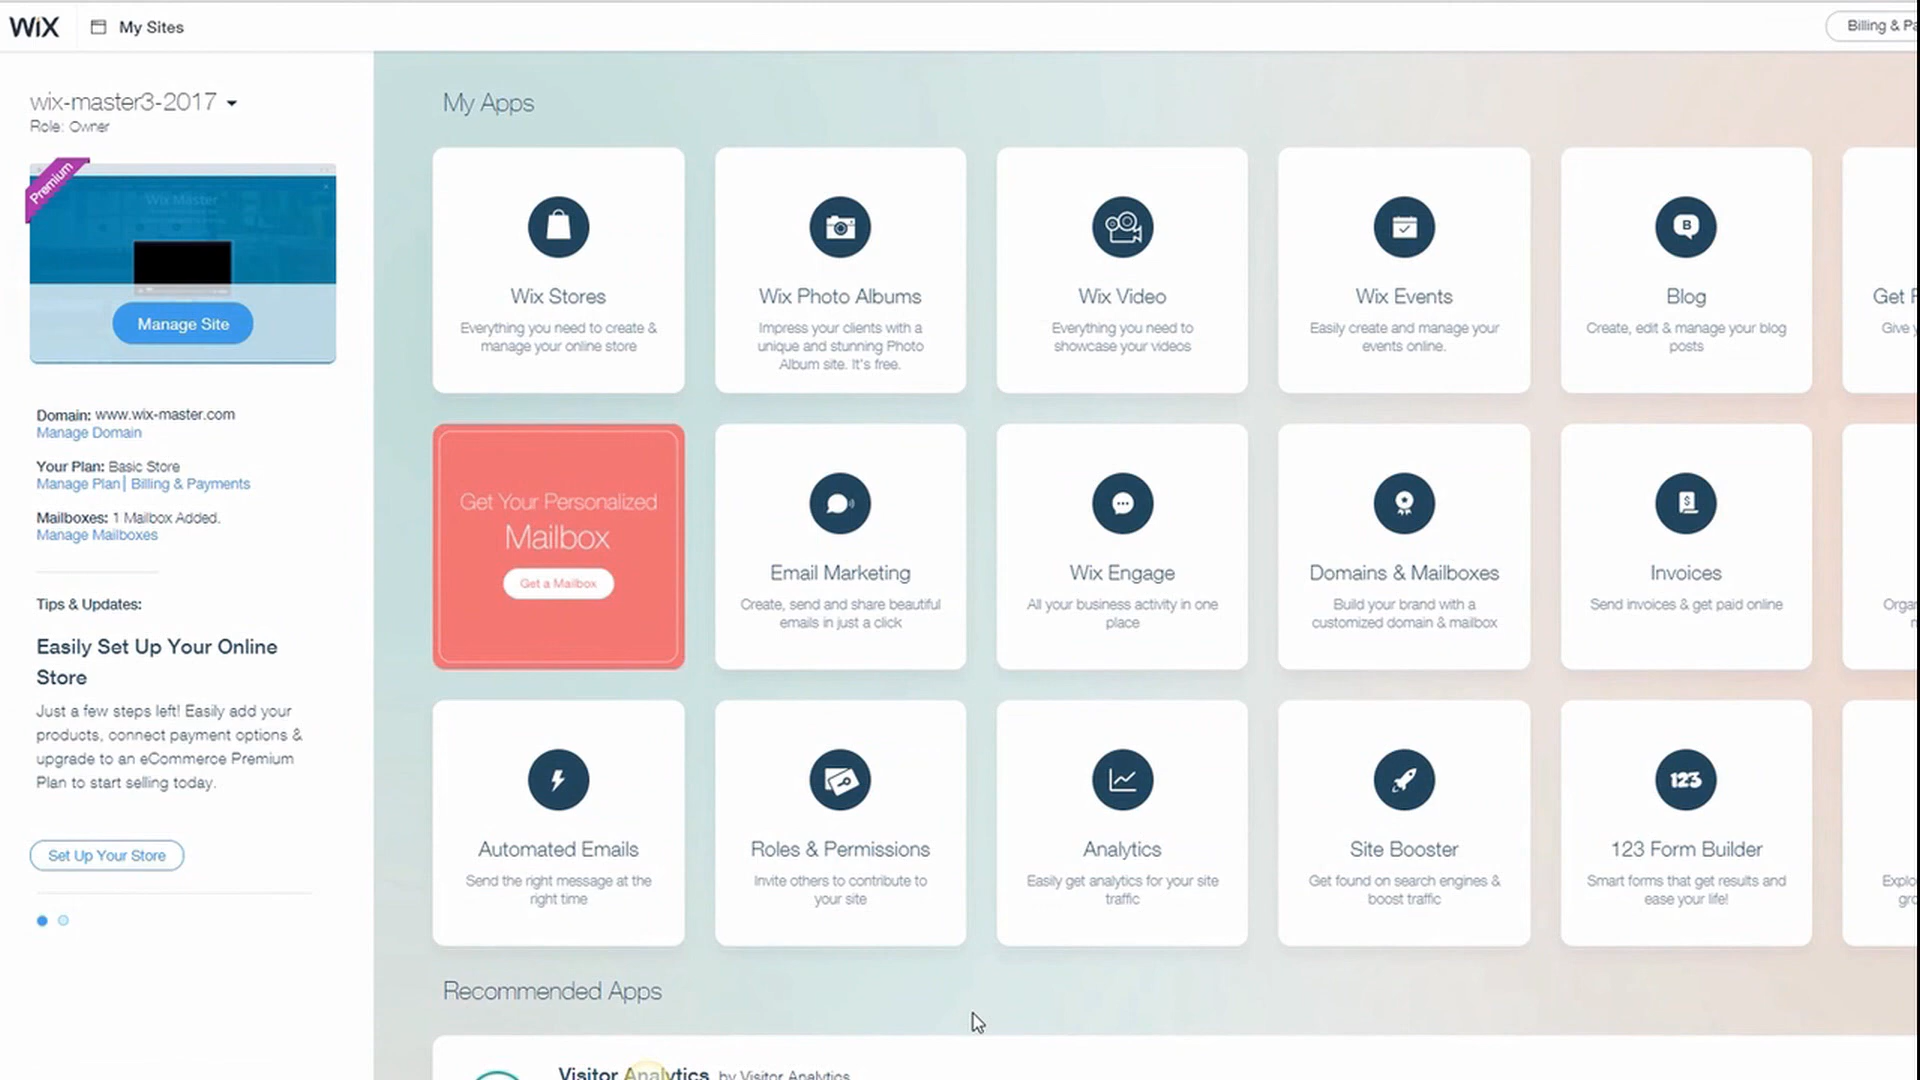 WiX
My Sites
Billing & Pa
wix-master3-2017
Role: Owner
Premium
Wix Master
Manage Site
Domain: www.wix-master.com
Manage Domain
Your Plan: Basic Store
Manage Plan | Billing & Payments
Mailboxes: 1 Mailbox Added.
Manage Mailboxes
Tips & Updates:
Easily Set Up Your Online
Store
Just a few steps left! Easily add your
products, connect payment options &
upgrade to an eCommerce Premium
Plan to start selling today.
Set Up Your Store
My Apps
Wix Stores
Everything you need to create &
manage your online store
Wix Photo Albums
Impress your clients with a
unique and stunning Photo
Album site. It's free.
Wix Video
Everything you need to
showcase your videos
Wix Events
Easily create and manage your
events online.
B
Blog
Create, edit & manage your blog
posts
Get F
Give y
Get Your Personalized
Mailbox
Get a Mailbox
Email Marketing
Create, send and share beautiful
emails in just a click
Wix Engage
All your business activity in one
place
Domains & Mailboxes
Build your brand with a
customized domain & mailbox
$
Invoices
Send invoices & get paid online
Orga
Automated Emails
Send the right message at the
right time
Roles & Permissions
Invite others to contribute to
your site
Analytics
Easily get analytics for your site
traffic
Site Booster
Get found on search engines &
boost traffic
123
123 Form Builder
Smart forms that get results and
ease your life!
Explo
gro
Recommended Apps
Visitor Analytics by Visitor Analytics